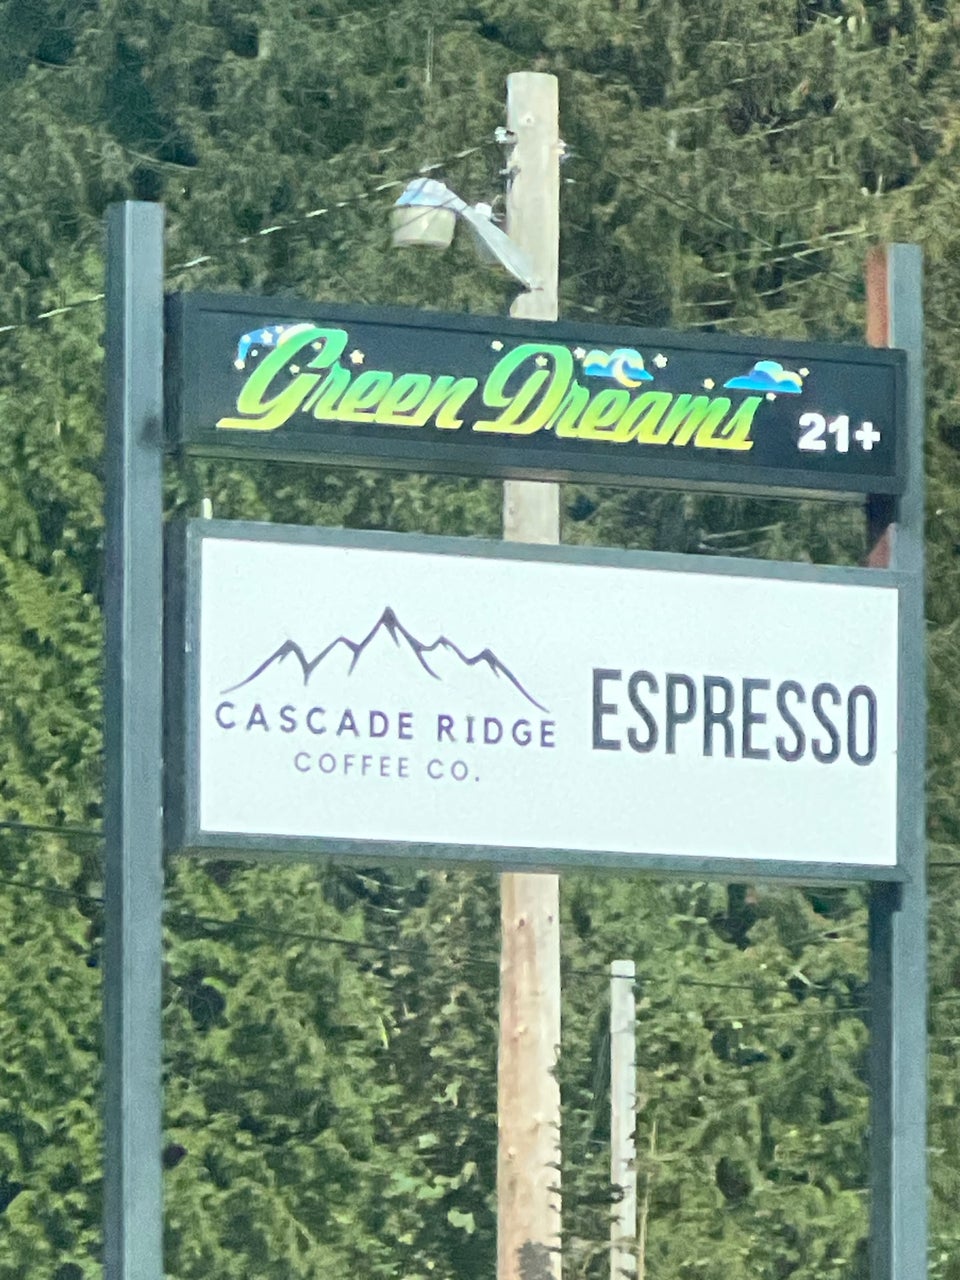 Green Dreams 21+
CASCADE RIDGE
COFFEE CO.
ESPRESSO